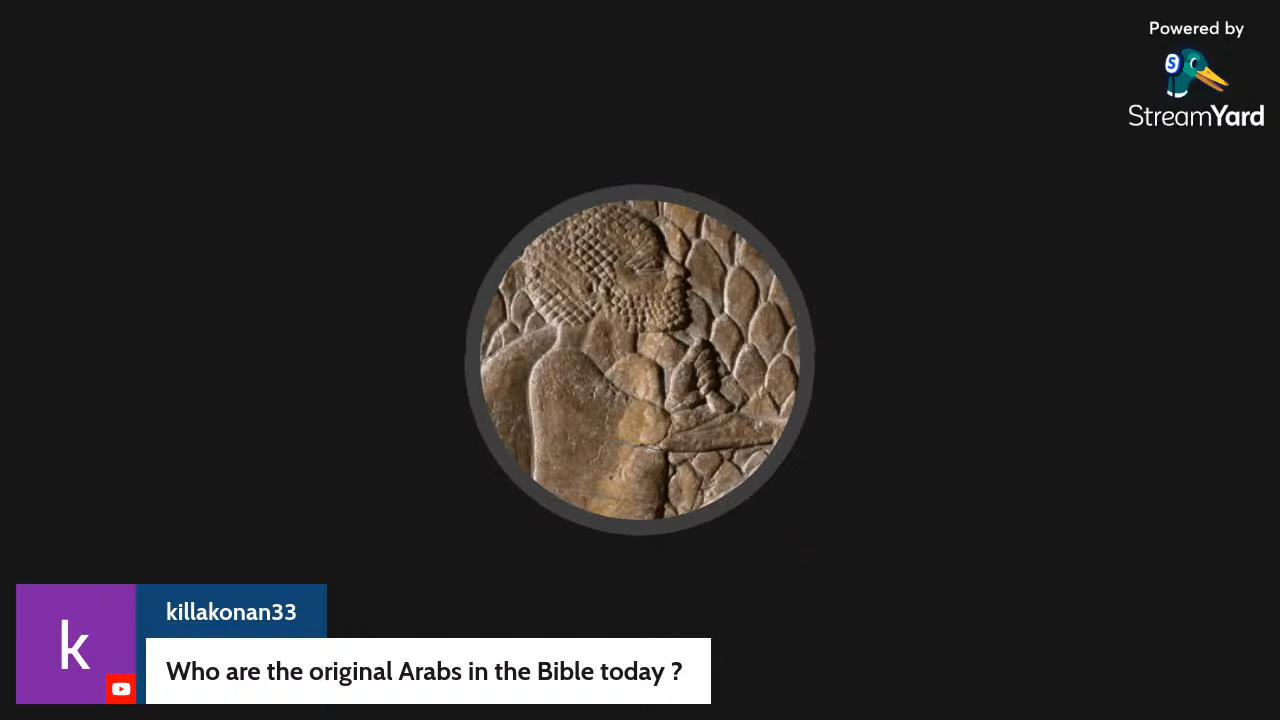 Powered by
S
StreamYard
k
killakonan33
Who are the original Arabs in the Bible today ?